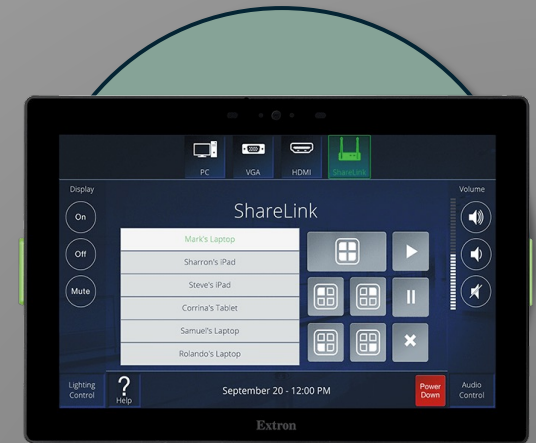 PC VGA HDMI ShareLink
Display
Volume
ShareLink
On
Off
Mute
Mark's Laptop
Sharron's iPad
Steve's iPad
Corrina's Tablet
Samuel's Laptop
Rolando's Laptop
Lighting
Control
?
Help
September 20 - 12:00 PM
Power
Down
Audio
Control
Extron